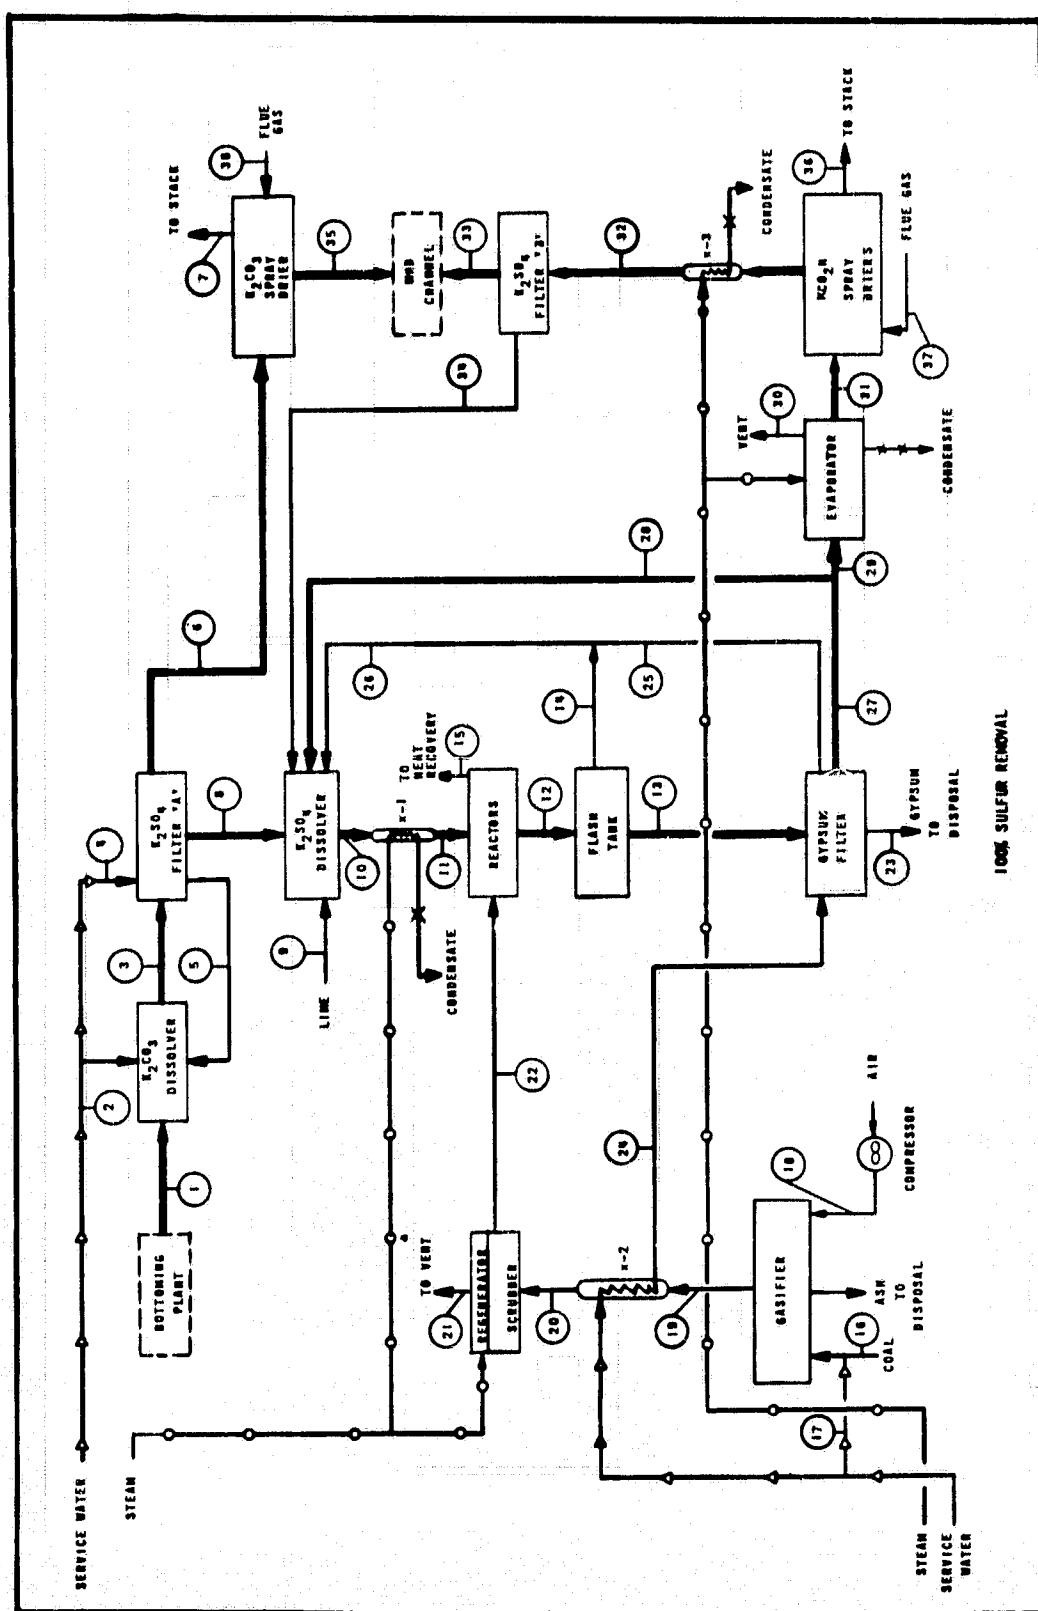 SERVICE WATER
STEAM
BOTTOMING
PLANT
1
2
K₂CO₃
DISSOLVER
3
5
4
K₂SO₄
FILTER "A"
6
8
TO STACK
7
K₂CO₃
SPRAY
DRIER
38
FLUE
GAS
35
MHD
CHANNEL
33
K₂SO₄
FILTER "B"
34
32
X-3
CONDENSATE
LIME
9
K₂SO₄
DISSOLVER
10
X-1
11
CONDENSATE
26
28
25
14
TO
HEAT
RECOVERY
15
REACTORS
12
FLASH
TANK
13
TO VENT
21
REGENERATOR
SCRUBBER
22
20
X-2
24
19
GASIFIER
18
AIR
COMPRESSOR
16
COAL
17
ASH
TO
DISPOSAL
STEAM
SERVICE
WATER
GYPSUM
FILTER
23
GYPSUM
TO
DISPOSAL
27
29
VENT
30
EVAPORATOR
CONDENSATE
31
KCO₂H
SPRAY
DRIERS
36
TO STACK
37
FLUE GAS
100% SULFUR REMOVAL